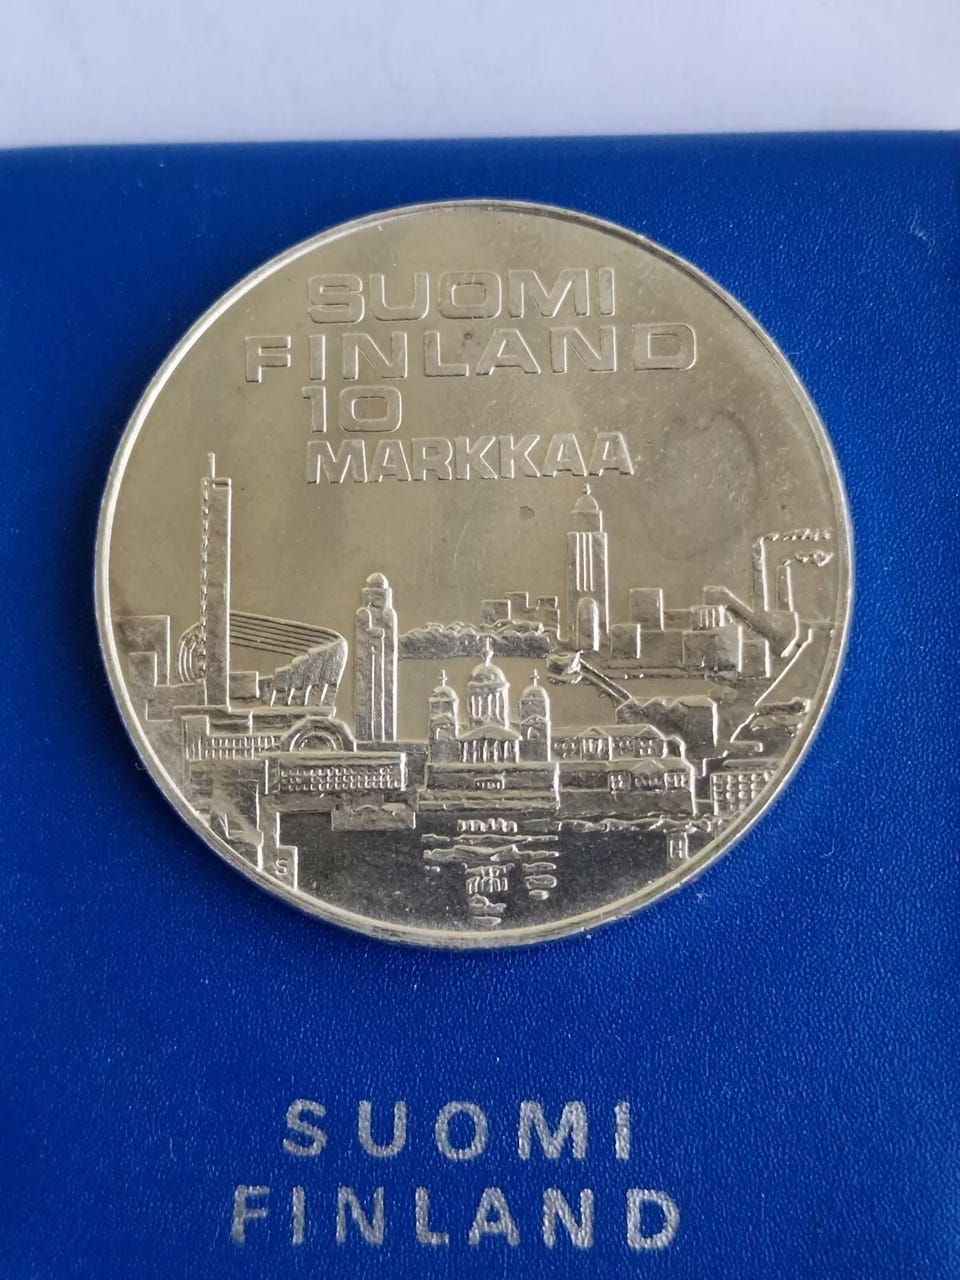 SUOMI
FINLAND
10
MARKKAA
S
H
SUOMI
FINLAND